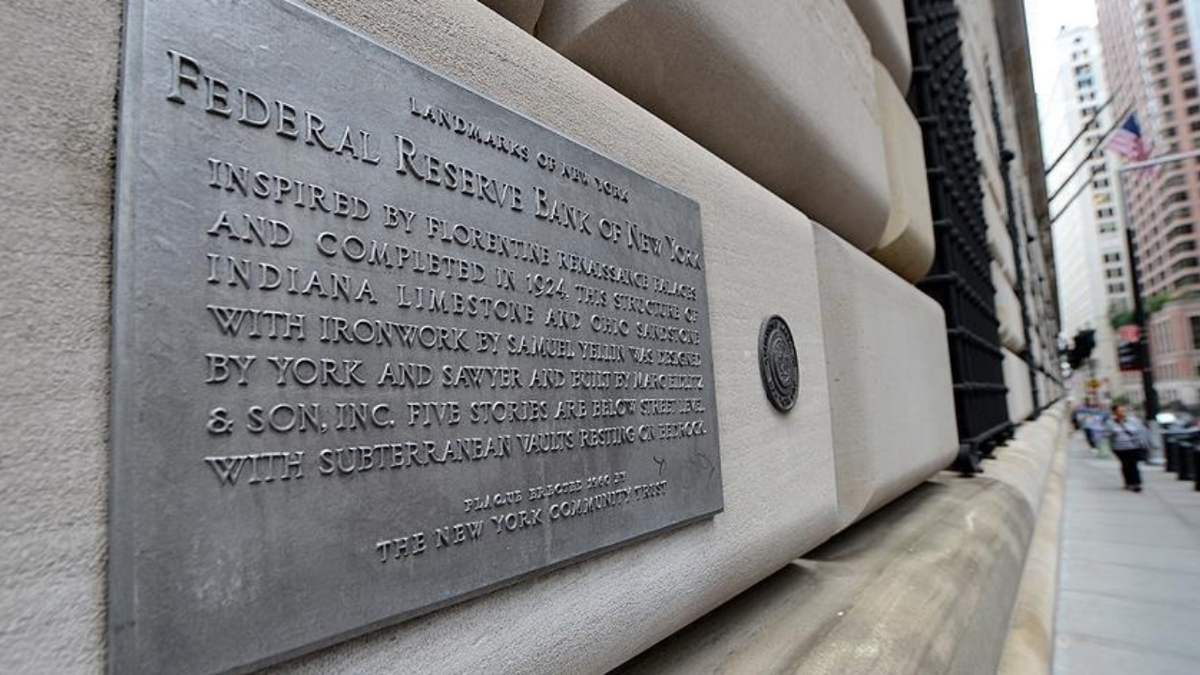 LANDMARKS OF NEW YORK
FEDERAL RESERVE BANK OF NEW YORK
INSPIRED BY FLORENTINE RENAISSANCE PALACES
AND COMPLETED IN 1924, THIS STRUCTURE OF
INDIANA LIMESTONE AND OHIO SANDSTONE
WITH IRONWORK BY SAMUEL YELLIN WAS DESIGNED
BY YORK AND SAWYER AND BUILT BY MARC EIDLITZ
& SON, INC. FIVE STORIES ARE BELOW STREET LEVEL
WITH SUBTERRANEAN VAULTS RESTING ON BEDROCK.
PLAQUE ERECTED 1960 BY
THE NEW YORK COMMUNITY TRUST